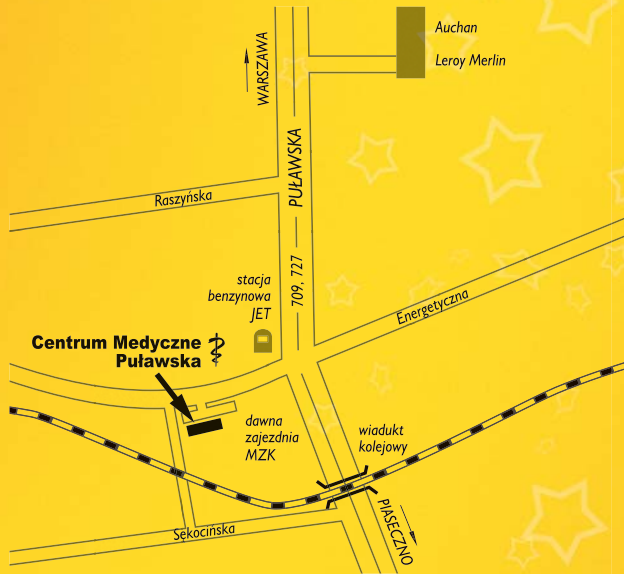 Auchan
Leroy Merlin
WARSZAWA
PUŁAWSKA
Raszyńska
709, 727
stacja
benzynowa
JET
Energetyczna
Centrum Medyczne
Puławska
dawna
zajezdnia
MZK
wiadukt
kolejowy
PIASECZNO
Sękocińska